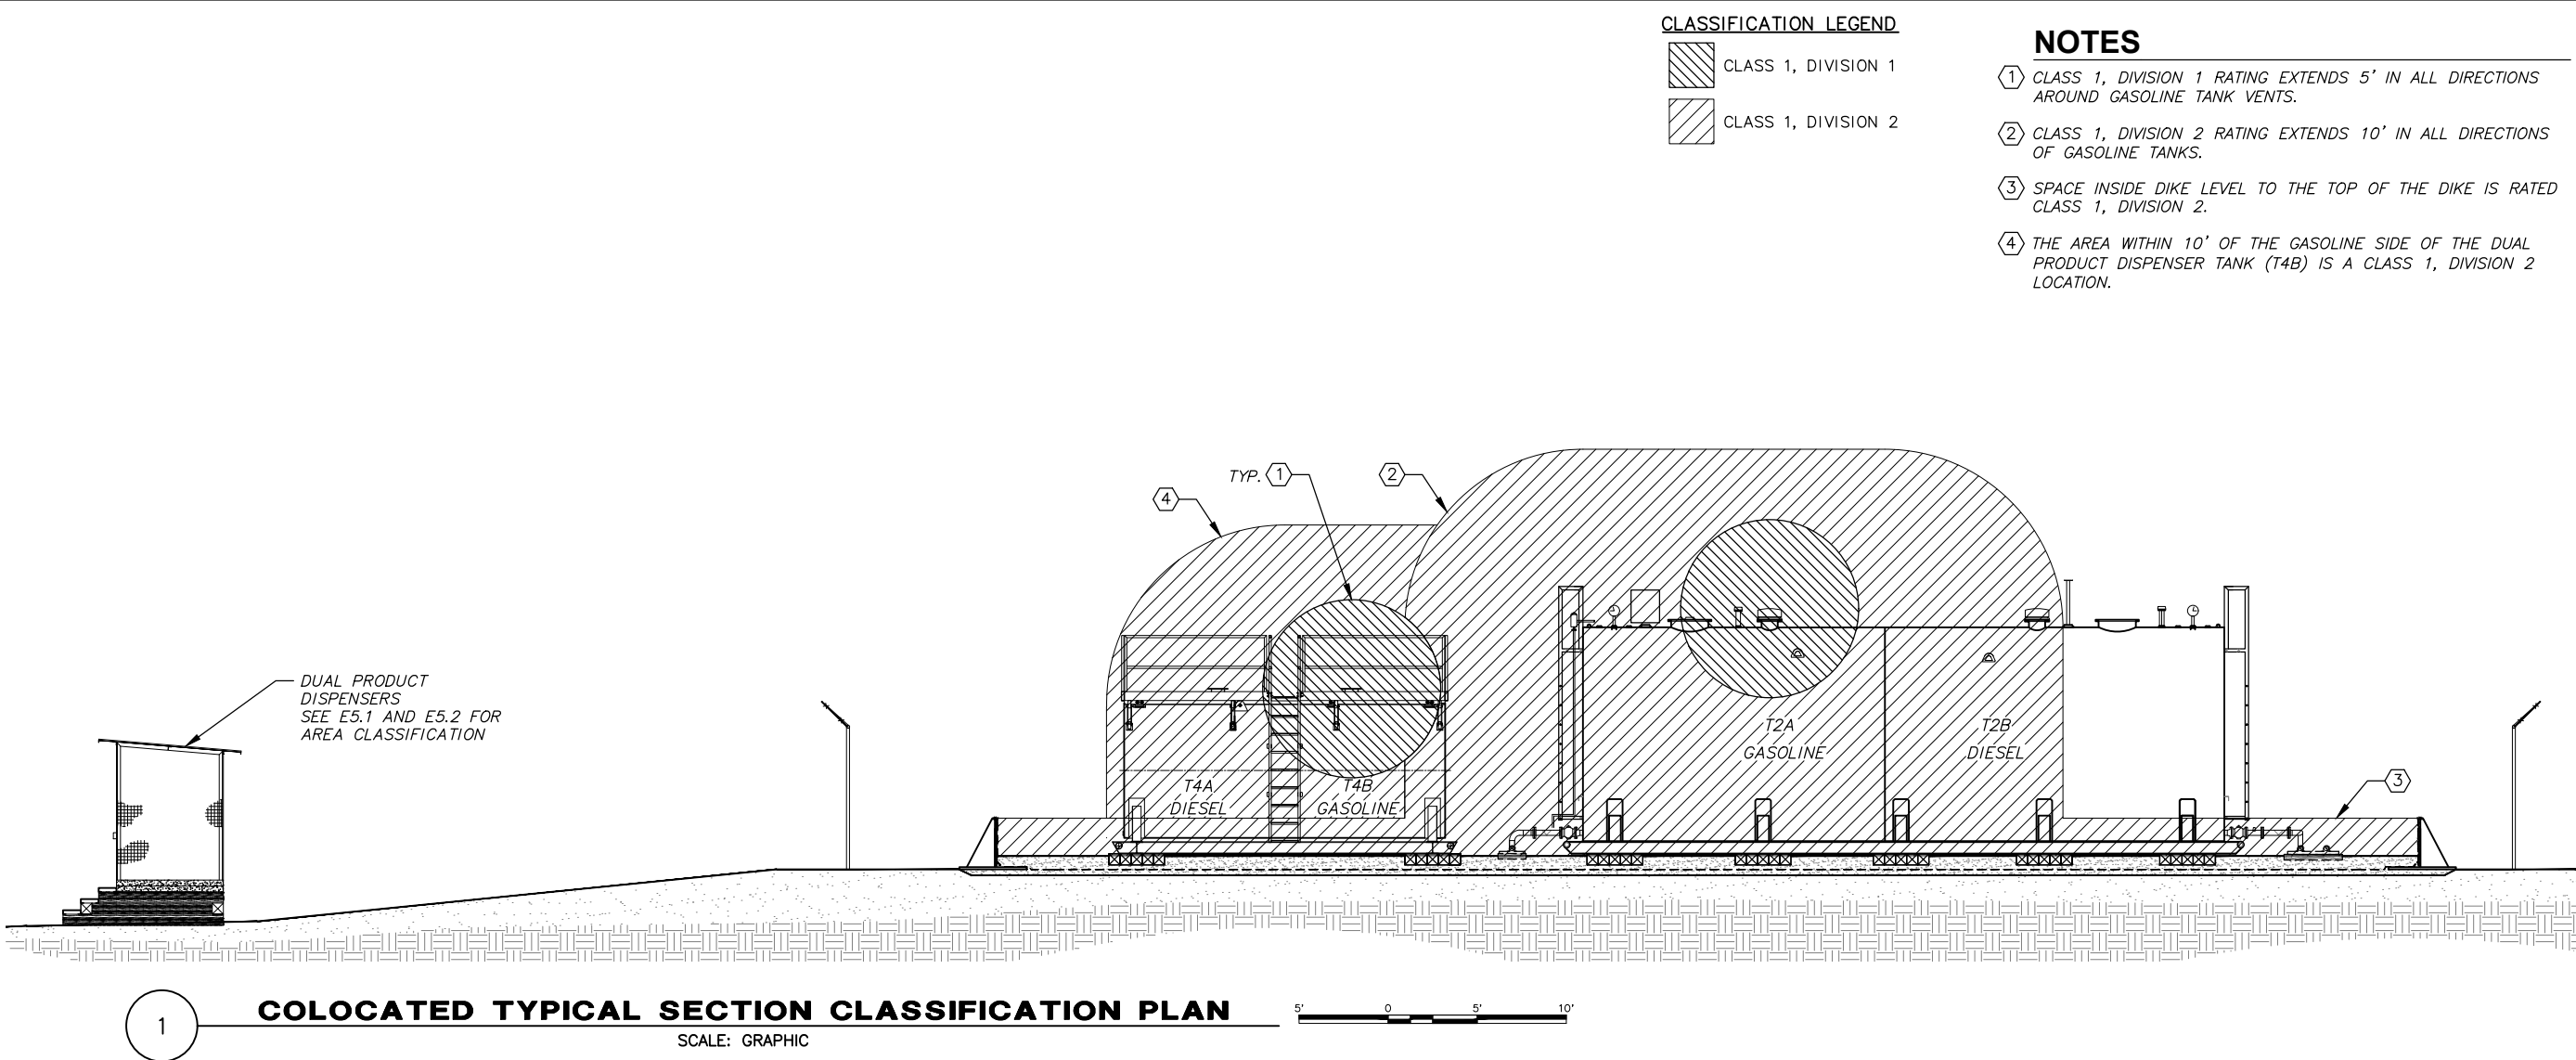 CLASSIFICATION LEGEND
CLASS 1, DIVISION 1
CLASS 1, DIVISION 2
NOTES
1 CLASS 1, DIVISION 1 RATING EXTENDS 5' IN ALL DIRECTIONS
AROUND GASOLINE TANK VENTS.
2 CLASS 1, DIVISION 2 RATING EXTENDS 10' IN ALL DIRECTIONS
OF GASOLINE TANKS.
3 SPACE INSIDE DIKE LEVEL TO THE TOP OF THE DIKE IS RATED
CLASS 1, DIVISION 2.
4 THE AREA WITHIN 10' OF THE GASOLINE SIDE OF THE DUAL
PRODUCT DISPENSER TANK (T4B) IS A CLASS 1, DIVISION 2
LOCATION.
TYP. 1
2
4
DUAL PRODUCT
DISPENSERS
SEE E5.1 AND E5.2 FOR
AREA CLASSIFICATION
T4A
DIESEL
T4B
GASOLINE
T2A
GASOLINE
T2B
DIESEL
3
1
COLOCATED TYPICAL SECTION CLASSIFICATION PLAN
SCALE: GRAPHIC
5' 0 5' 10'